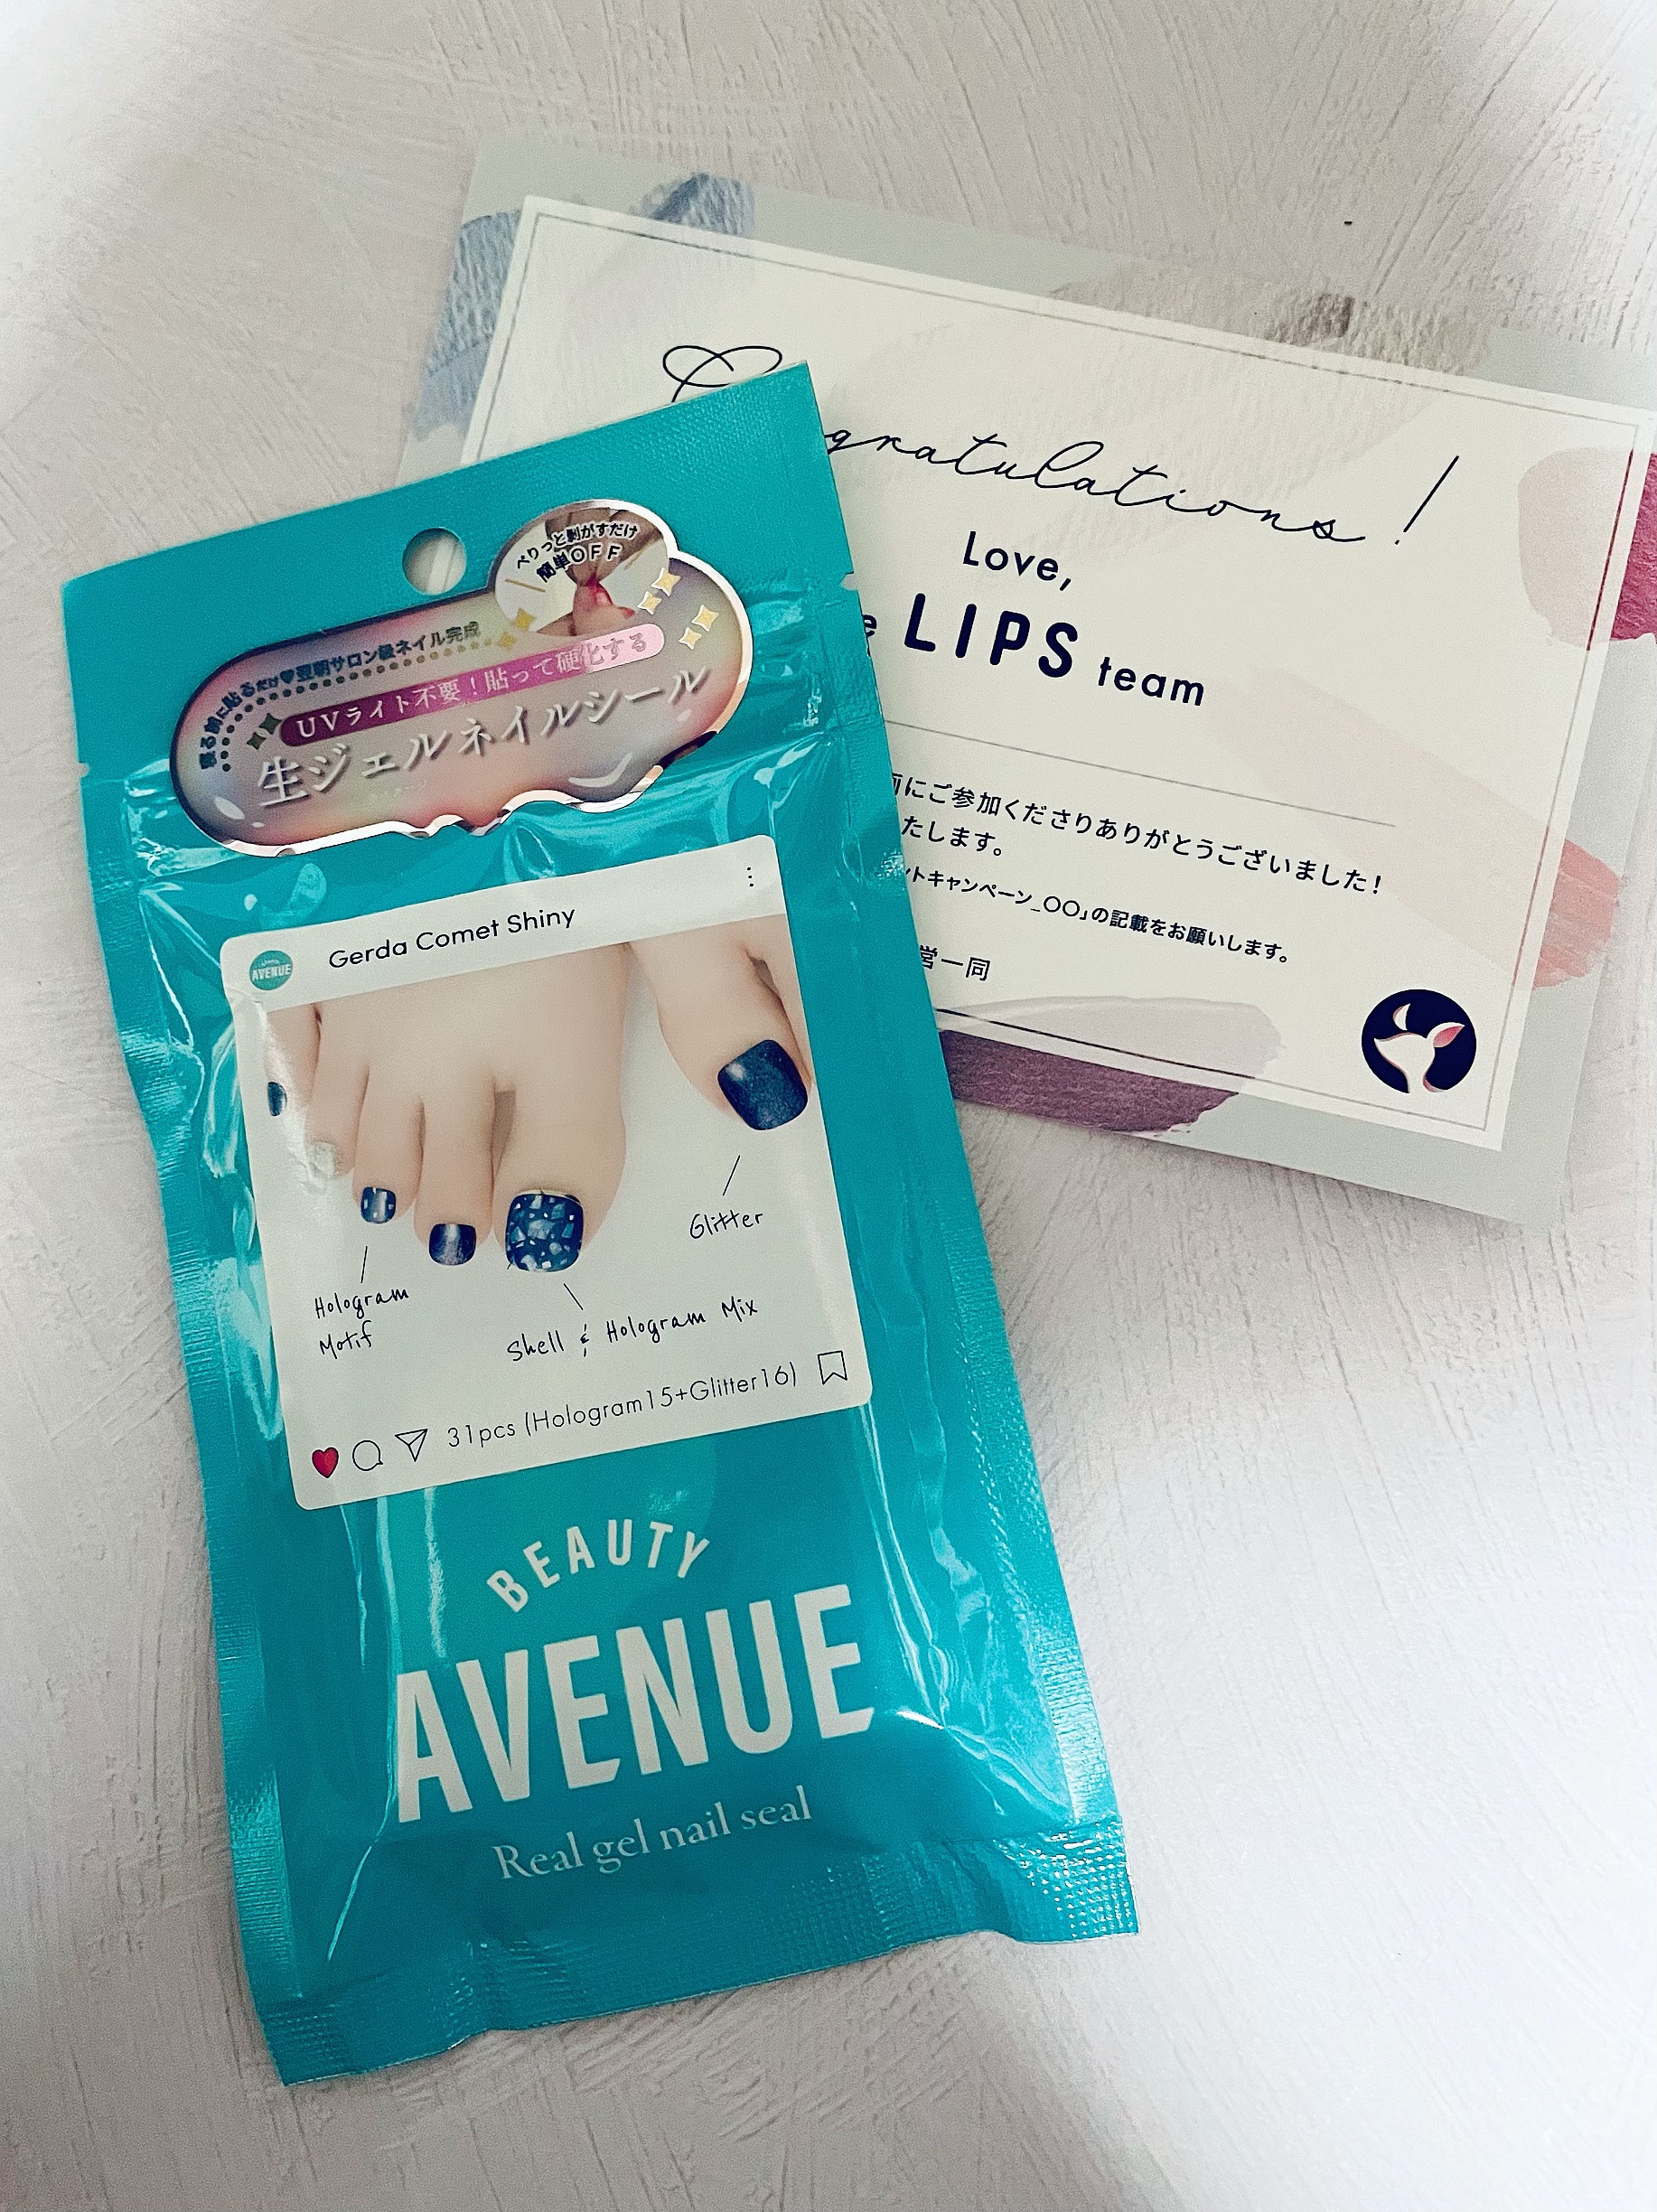 ぺりっと剥がすだけ
簡単OFF
寝る前に貼るだけ♥翌朝サロン級ネイル完成
UVライト不要！貼って硬化する
生ジェルネイルシール
AVENUE
Gerda Comet Shiny
Glitter
Hologram
Motif
Shell & Hologram Mix
31pcs (Hologram15+Glitter16)
BEAUTY
AVENUE
Real gel nail seal
gratulations !
Love,
LIPS team
にご参加くださりありがとうございました！
たします。
トキャンペーン_〇〇」の記載をお願いします。
営一同